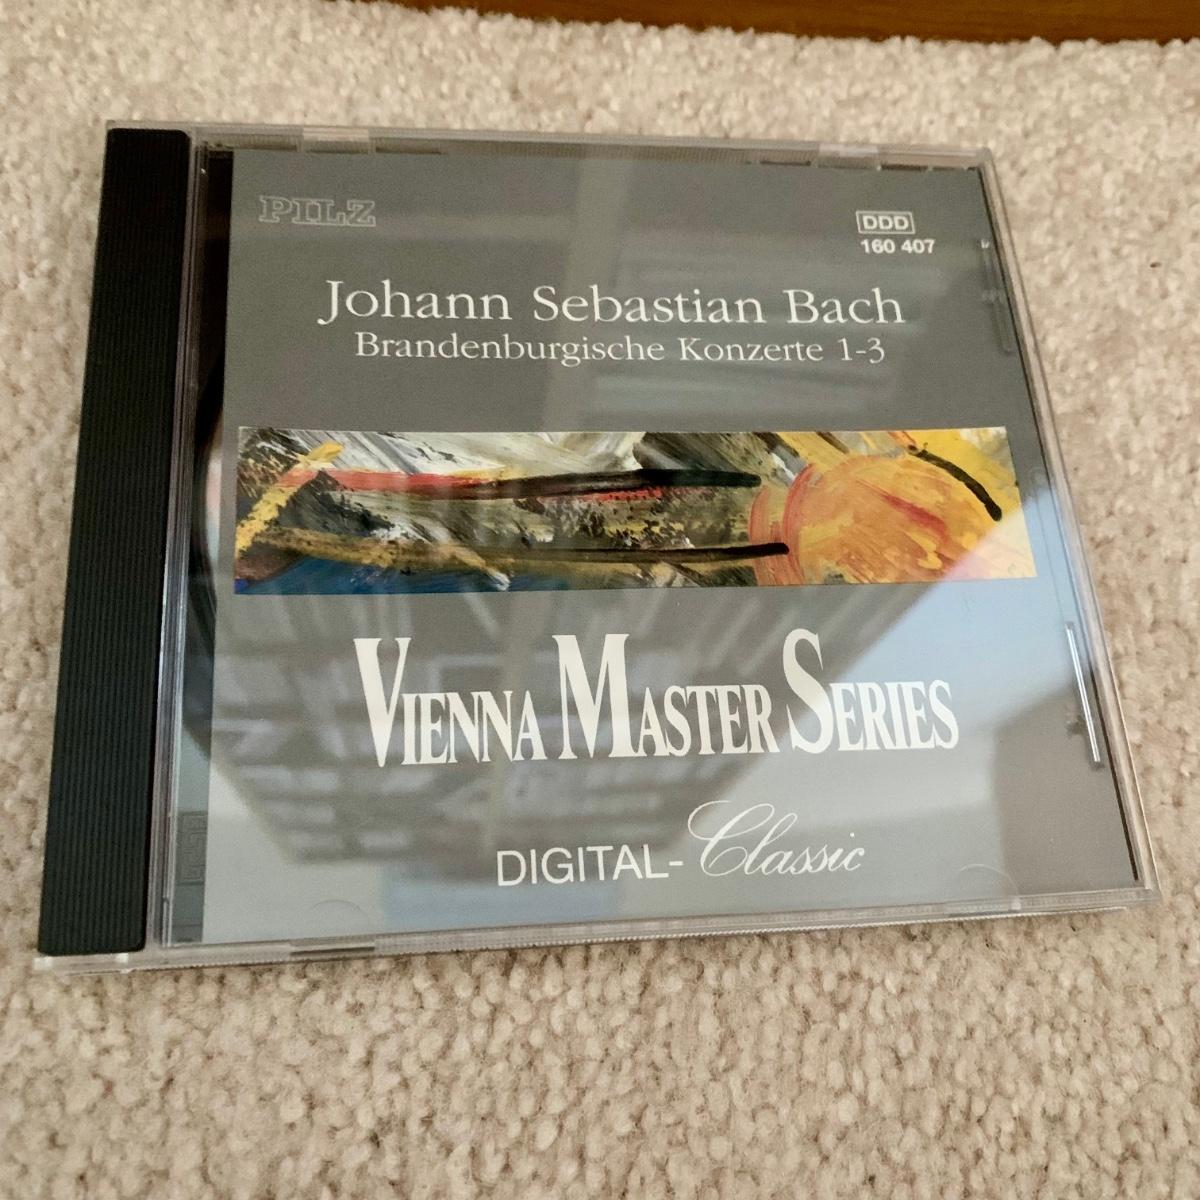 PILZ
DDD
160 407
Johann Sebastian Bach
Brandenburgische Konzerte 1-3
VIENNA MASTER SERIES
DIGITAL-Classic